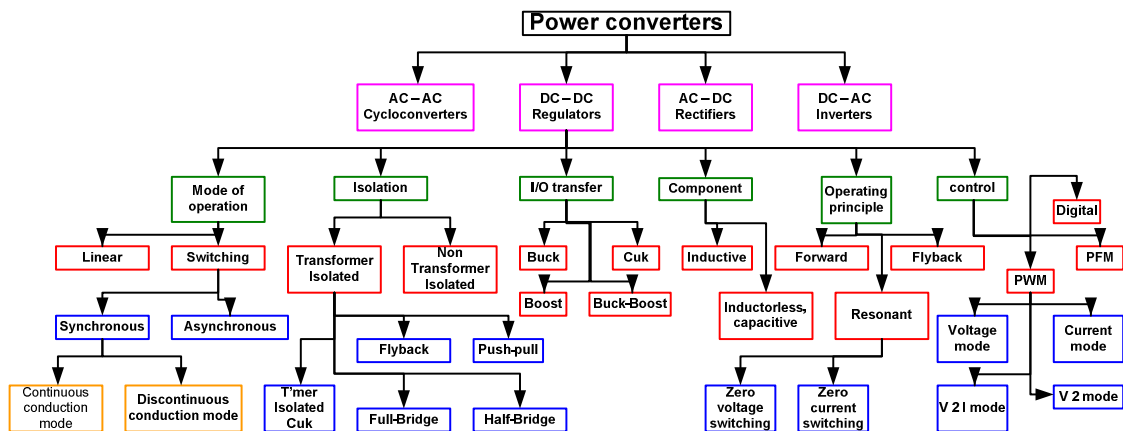 Power converters
AC – AC
Cycloconverters
DC – DC
Regulators
AC – DC
Rectifiers
DC – AC
Inverters
Mode of
operation
Isolation
I/O transfer
Component
Operating
principle
control
Digital
Linear
Switching
Transformer
Isolated
Non
Transformer
Isolated
Buck
Cuk
Inductive
Forward
Flyback
PFM
PWM
Boost
Buck-Boost
Inductorless,
capacitive
Resonant
Synchronous
Asynchronous
Flyback
Push-pull
Voltage
mode
Current
mode
Continuous
conduction
mode
Discontinuous
conduction mode
T'mer
Isolated
Cuk
Full-Bridge
Half-Bridge
Zero
voltage
switching
Zero
current
switching
V 2 I mode
V 2 mode